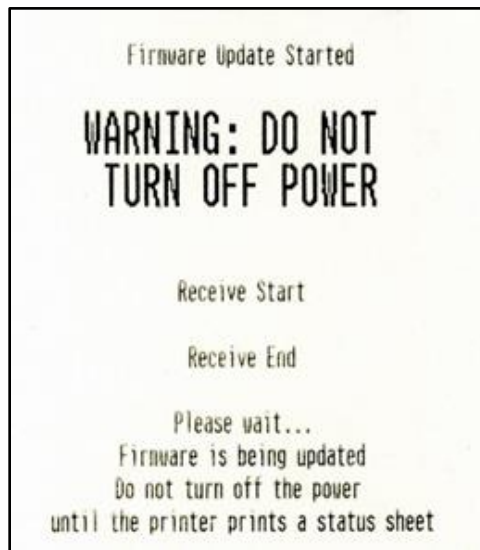 Firmware Update Started
WARNING: DO NOT
TURN OFF POWER
Receive Start
Receive End
Please wait...
Firmware is being updated
Do not turn off the power
until the printer prints a status sheet